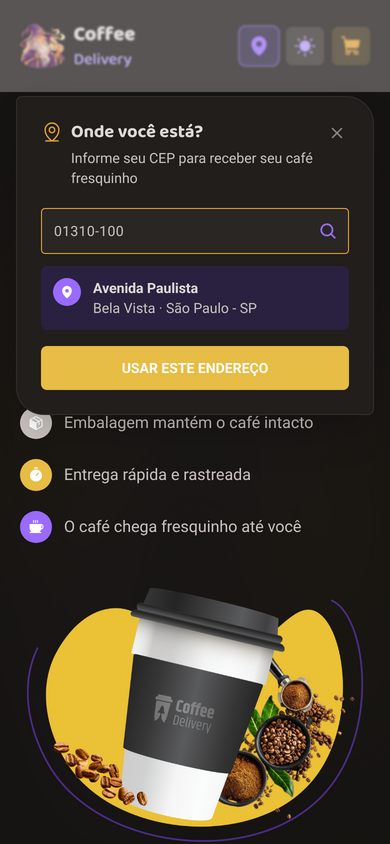 Coffee
Delivery
Onde você está?
Informe seu CEP para receber seu café
fresquinho
01310-100
Avenida Paulista
Bela Vista · São Paulo - SP
USAR ESTE ENDEREÇO
Embalagem mantém o café intacto
Entrega rápida e rastreada
O café chega fresquinho até você
Coffee
Delivery